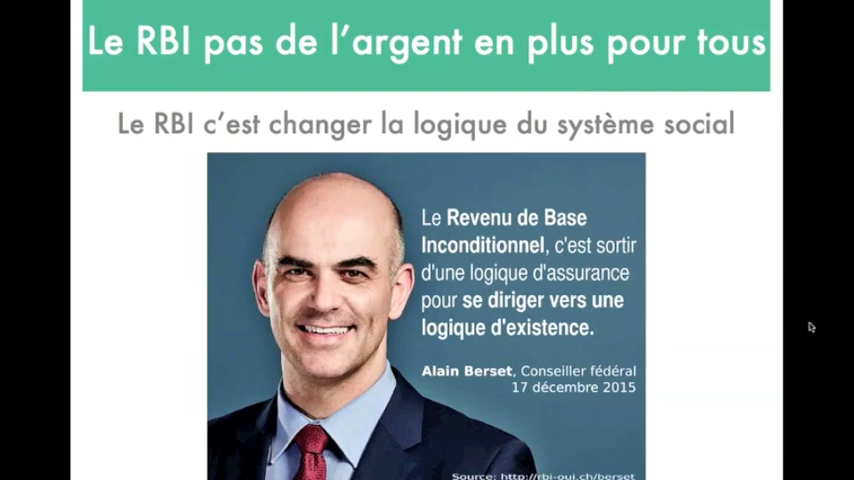 Le RBI pas de l’argent en plus pour tous
Le RBI c’est changer la logique du système social
Le Revenu de Base
Inconditionnel, c'est sortir
d'une logique d'assurance
pour se diriger vers une
logique d'existence.
Alain Berset, Conseiller fédéral
17 décembre 2015
Source: http://rbi-oui.ch/berset